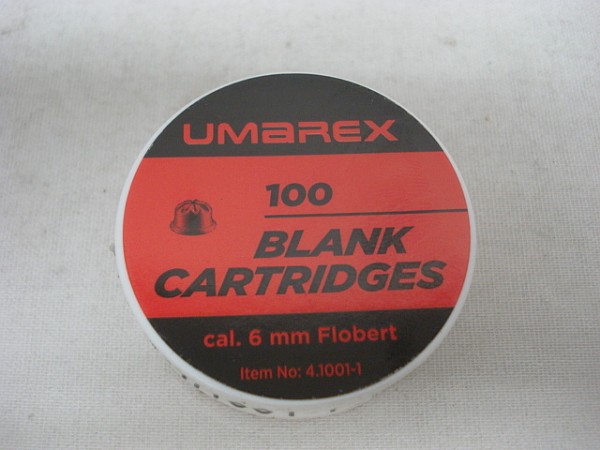 UMAREX
100
BLANK
CARTRIDGES
cal. 6 mm Flobert
Item No: 4.1001-1